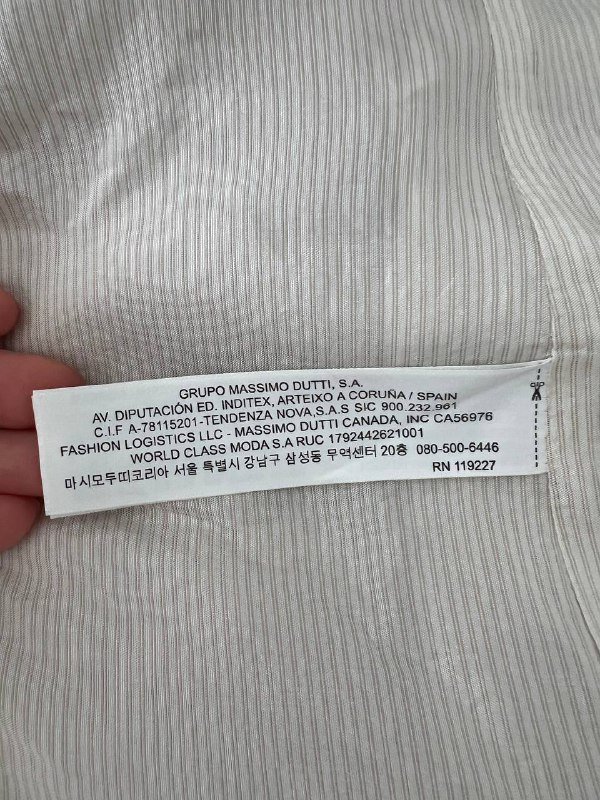 GRUPO MASSIMO DUTTI, S.A.
AV. DIPUTACIÓN ED. INDITEX, ARTEIXO A CORUÑA / SPAIN
C.I.F A-78115201-TENDENZA NOVA,S.A.S SIC 900.232.961
FASHION LOGISTICS LLC - MASSIMO DUTTI CANADA, INC CA56976
WORLD CLASS MODA S.A RUC 1792442621001
마시모두띠코리아 서울 특별시 강남구 삼성동 무역센터 20층 080-500-6446
RN 119227